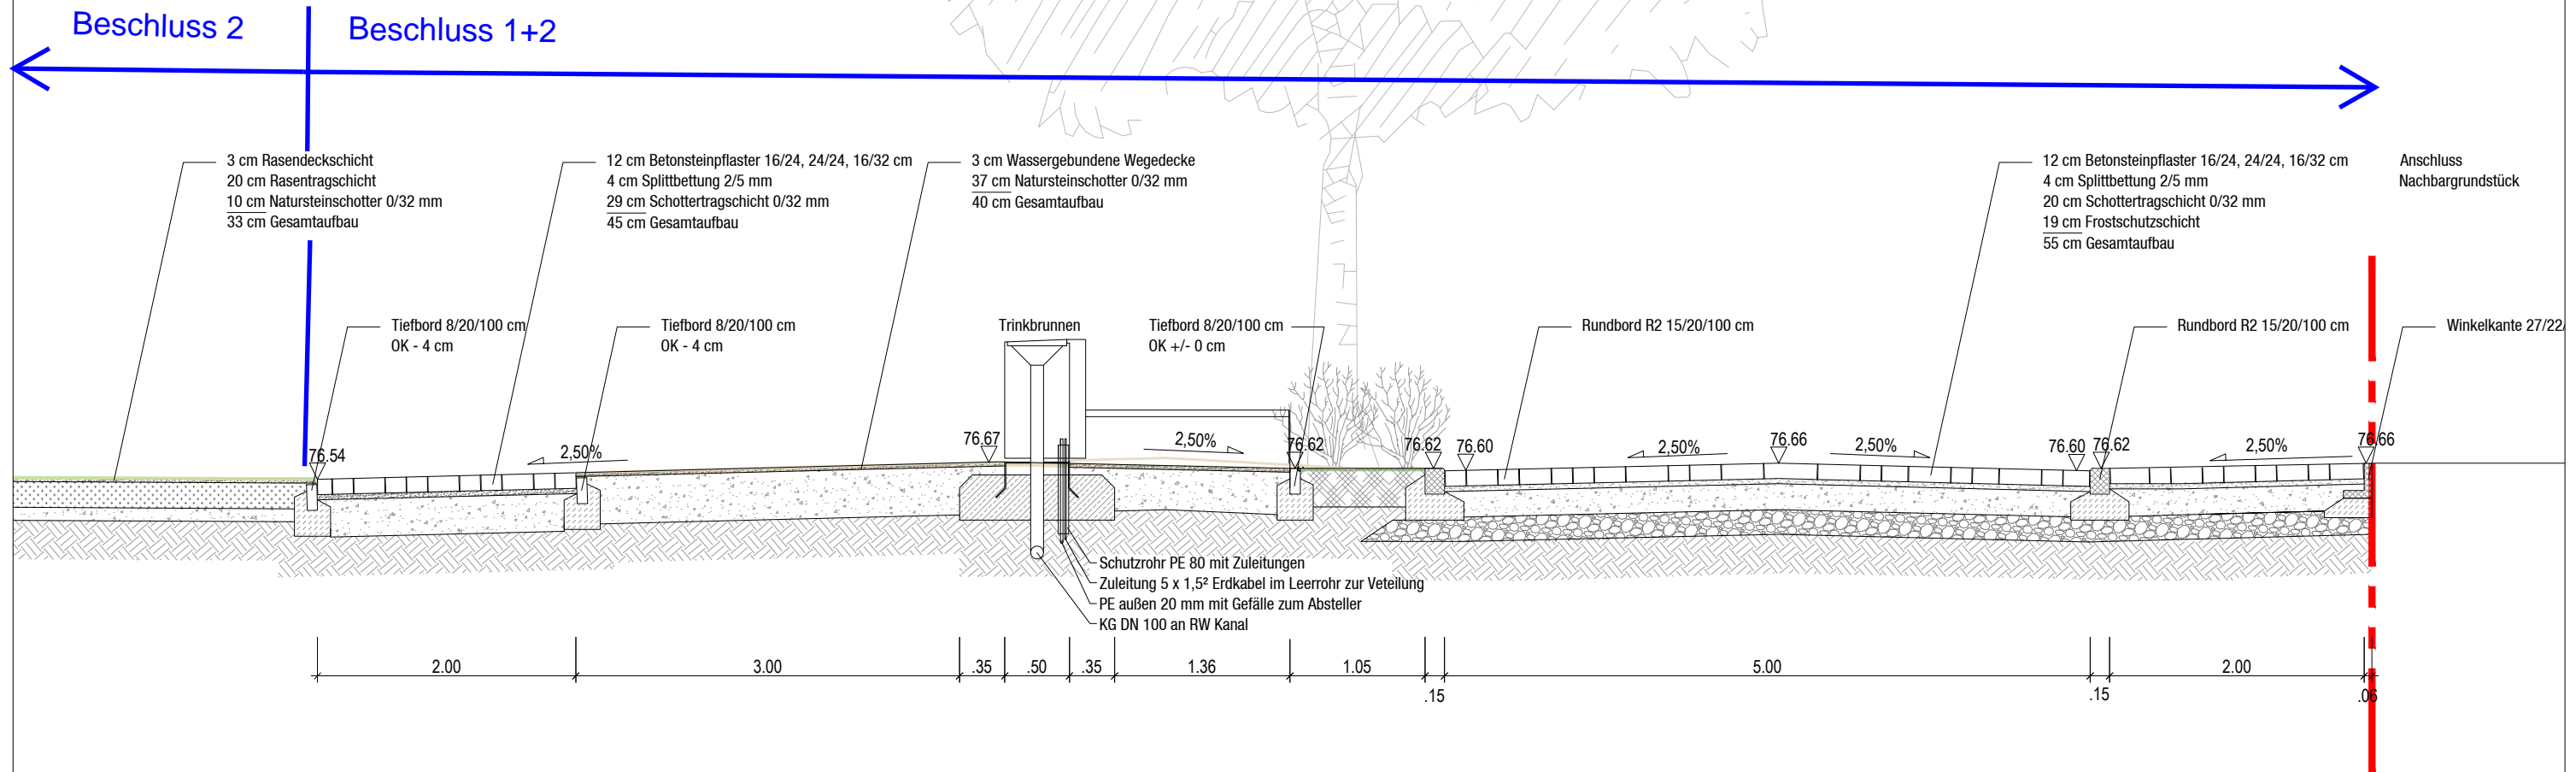 Beschluss 2
Beschluss 1+2
3 cm Rasendeckschicht
20 cm Rasentragschicht
10 cm Natursteinschotter 0/32 mm
33 cm Gesamtaufbau
12 cm Betonsteinpflaster 16/24, 24/24, 16/32 cm
4 cm Splittbettung 2/5 mm
29 cm Schottertragschicht 0/32 mm
45 cm Gesamtaufbau
3 cm Wassergebundene Wegedecke
37 cm Natursteinschotter 0/32 mm
40 cm Gesamtaufbau
12 cm Betonsteinpflaster 16/24, 24/24, 16/32 cm
4 cm Splittbettung 2/5 mm
20 cm Schottertragschicht 0/32 mm
19 cm Frostschutzschicht
55 cm Gesamtaufbau
Anschluss
Nachbargrundstück
Tiefbord 8/20/100 cm
OK - 4 cm
Tiefbord 8/20/100 cm
OK - 4 cm
Trinkbrunnen
Tiefbord 8/20/100 cm
OK +/- 0 cm
Rundbord R2 15/20/100 cm
Rundbord R2 15/20/100 cm
Winkelkante 27/22/
76.54
2,50%
76.67
2,50%
76.62
76.62
76.60
2,50%
76.66
2,50%
76.60
76.62
2,50%
76.66
Schutzrohr PE 80 mit Zuleitungen
Zuleitung 5 x 1,5² Erdkabel im Leerrohr zur Veteilung
PE außen 20 mm mit Gefälle zum Absteller
KG DN 100 an RW Kanal
2.00
3.00
.35
.50
.35
1.36
1.05
.15
5.00
.15
2.00
.06